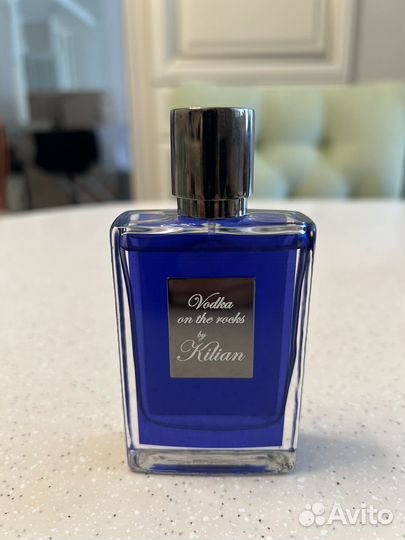 Vodka
on the rocks
by
Kilian
Avito